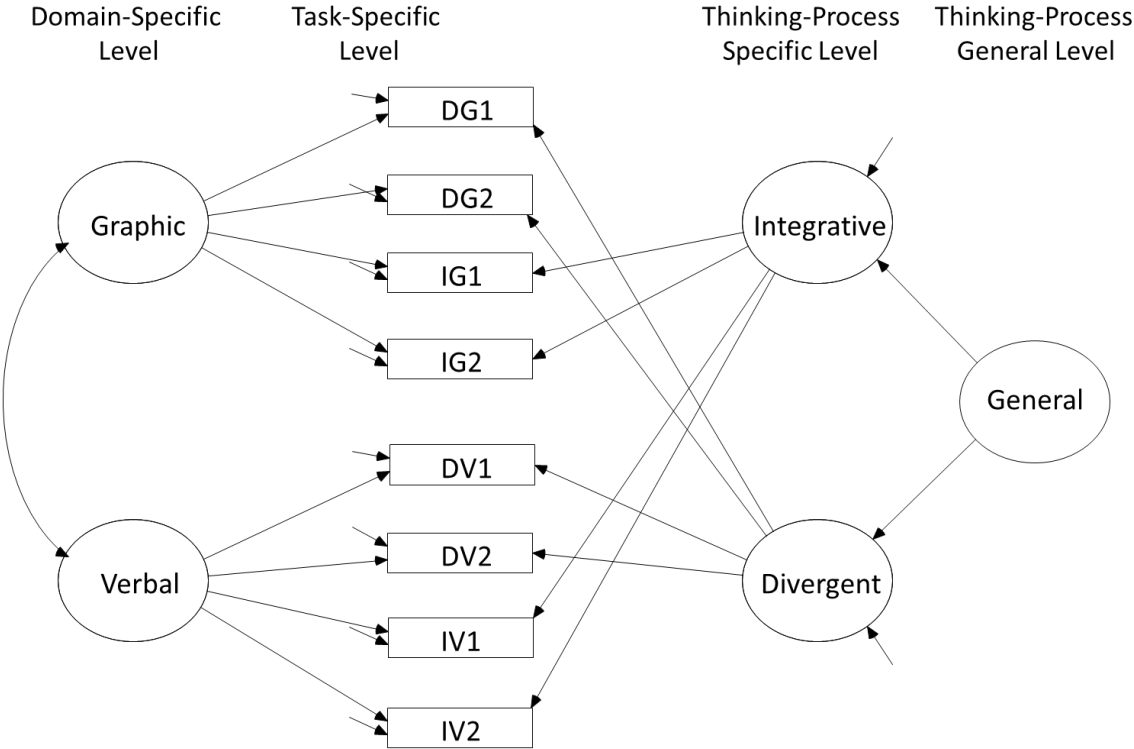 Domain-Specific
Level
Task-Specific
Level
Thinking-Process
Specific Level
Thinking-Process
General Level
DG1
DG2
IG1
IG2
DV1
DV2
IV1
IV2
Graphic
Verbal
Integrative
Divergent
General